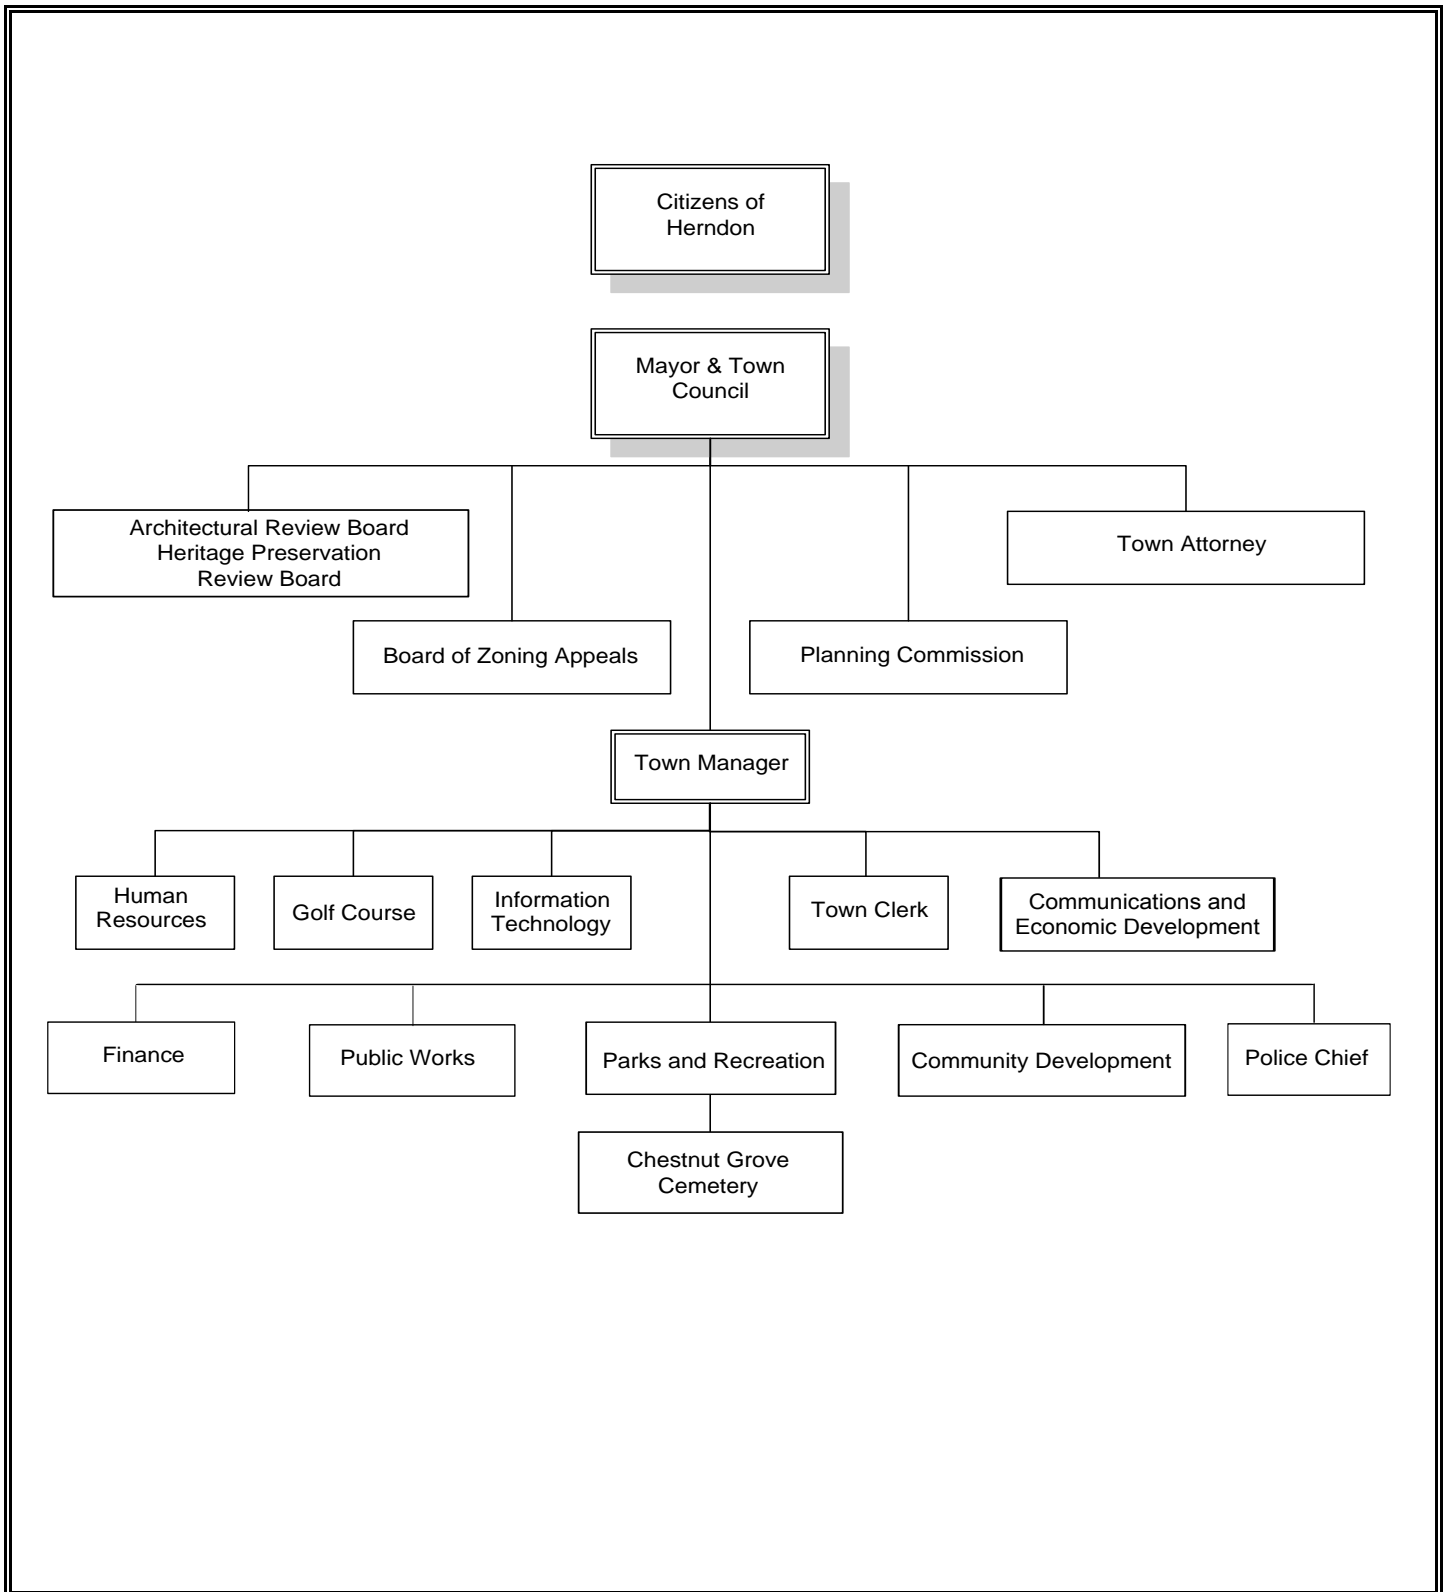 Citizens of
Herndon
Mayor & Town
Council
Architectural Review Board
Heritage Preservation
Review Board
Town Attorney
Board of Zoning Appeals
Planning Commission
Town Manager
Human
Resources
Golf Course
Information
Technology
Town Clerk
Communications and
Economic Development
Finance
Public Works
Parks and Recreation
Community Development
Police Chief
Chestnut Grove
Cemetery